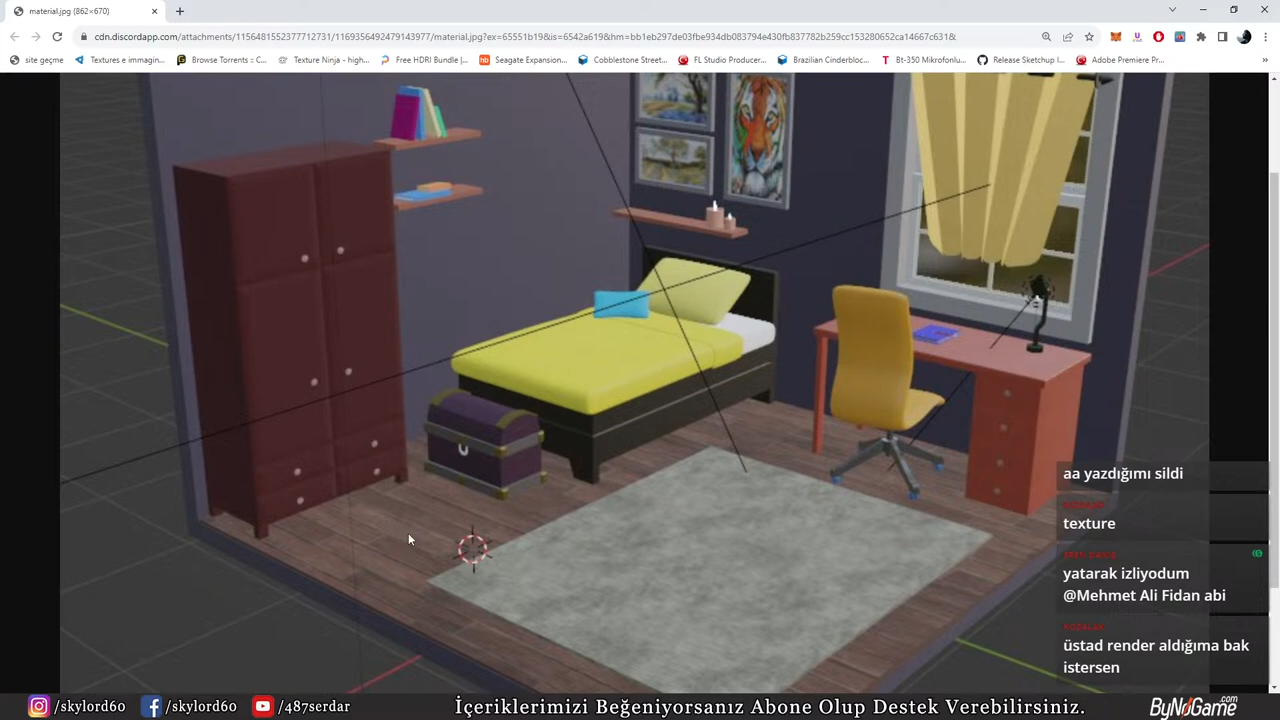 material.jpg (862×670)
cdn.discordapp.com/attachments/1156481552377712731/1169356492479143977/material.jpg?ex=65551b19&is=6542a619&hm=bb1eb297de03fbe934db083794e430fb837782b259cc153280652ca14667c631&
site geçme
Textures e immagin...
Browse Torrents - G...
Texture Ninja - high...
Free HDRI Bundle |...
Seagate Expansion...
Cobblestone Street...
FL Studio Producer...
Brazilian Cinderbloc...
Bt-350 Mikrofonlu...
Release Sketchup I...
Adobe Premiere Pr...
»
aa yazdığımı sildi
texture
yatarak izliyodum
@Mehmet Ali Fidan abi
KOZALAK
üstad render aldığıma bak
istersen
/skylord60
/skylord60
/487serdar
İçeriklerimizi Beğeniyorsanız Abone Olup Destek Verebilirsiniz.
ByNoGame
.com